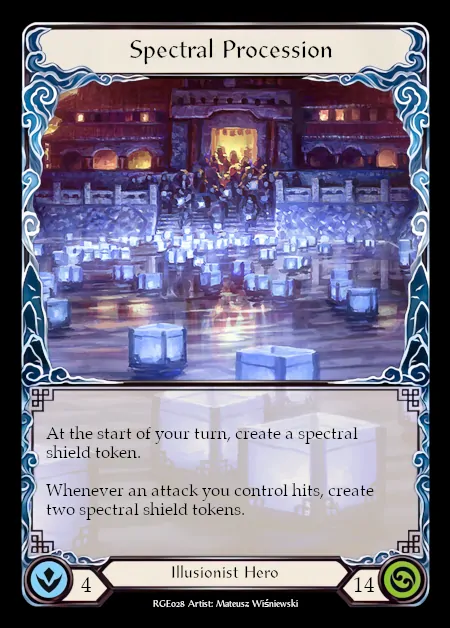 Spectral Procession
At the start of your turn, create a spectral
shield token.
Whenever an attack you control hits, create
two spectral shield tokens.
4
Illusionist Hero
14
RGE028 Artist: Mateusz Wiśniewski